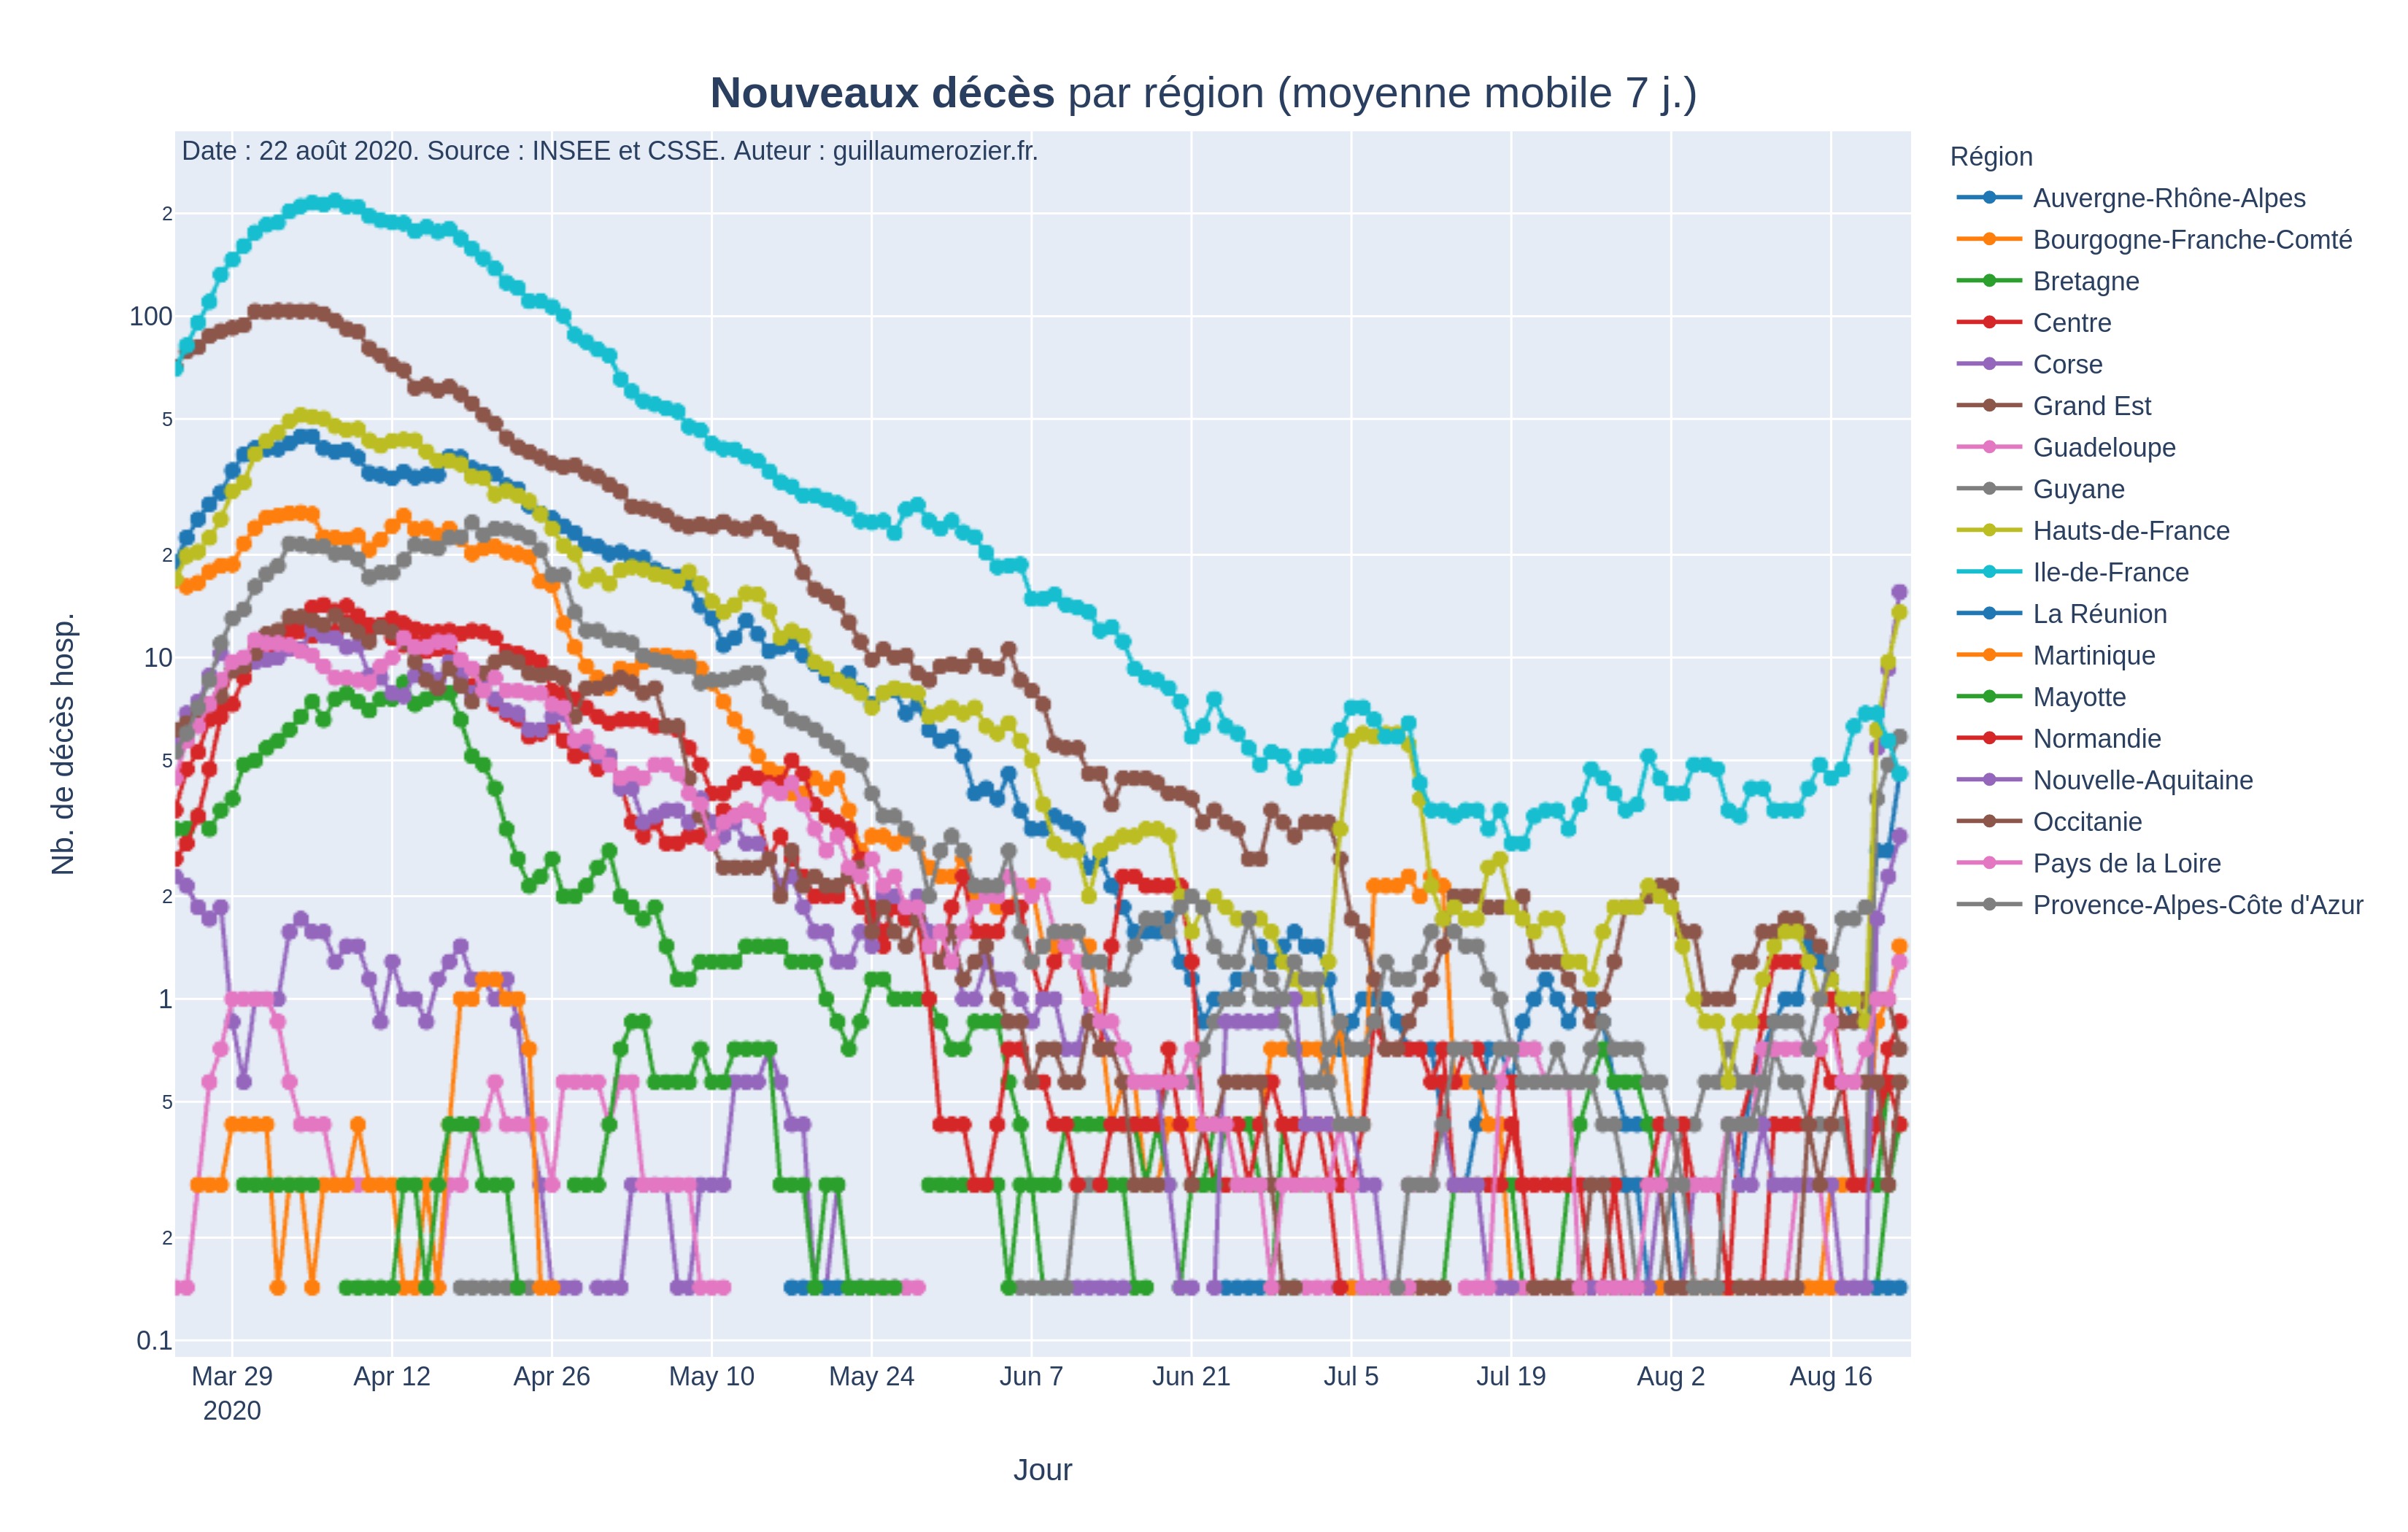 Nouveaux décès par région (moyenne mobile 7 j.)
Date : 22 août 2020. Source : INSEE et CSSE. Auteur : guillaumerozier.fr.
Nb. de décès hosp.
2
100
5
2
10
5
2
1
5
2
0.1
Mar 29 Apr 12 Apr 26 May 10 May 24 Jun 7 Jun 21 Jul 5 Jul 19 Aug 2 Aug 16
2020
Jour
Région
Auvergne-Rhône-Alpes
Bourgogne-Franche-Comté
Bretagne
Centre
Corse
Grand Est
Guadeloupe
Guyane
Hauts-de-France
Ile-de-France
La Réunion
Martinique
Mayotte
Normandie
Nouvelle-Aquitaine
Occitanie
Pays de la Loire
Provence-Alpes-Côte d'Azur